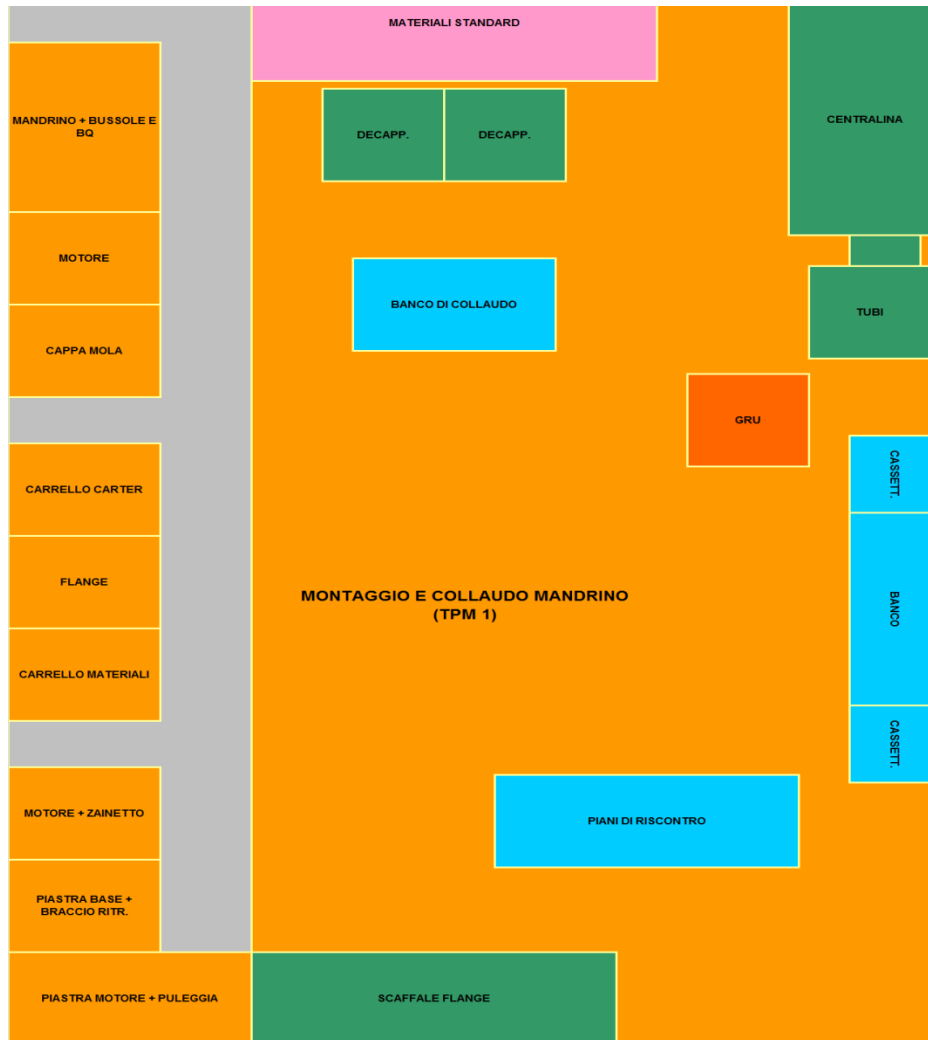 MATERIALI STANDARD
MANDRINO + BUSSOLE E
BQ
DECAPP.
DECAPP.
CENTRALINA
MOTORE
BANCO DI COLLAUDO
TUBI
CAPPA MOLA
GRU
CARRELLO CARTER
CASSETT.
FLANGE
MONTAGGIO E COLLAUDO MANDRINO
(TPM 1)
BANCO
CARRELLO MATERIALI
CASSETT.
MOTORE + ZAINETTO
PIANI DI RISCONTRO
PIASTRA BASE +
BRACCIO RITR.
PIASTRA MOTORE + PULEGGIA
SCAFFALE FLANGE